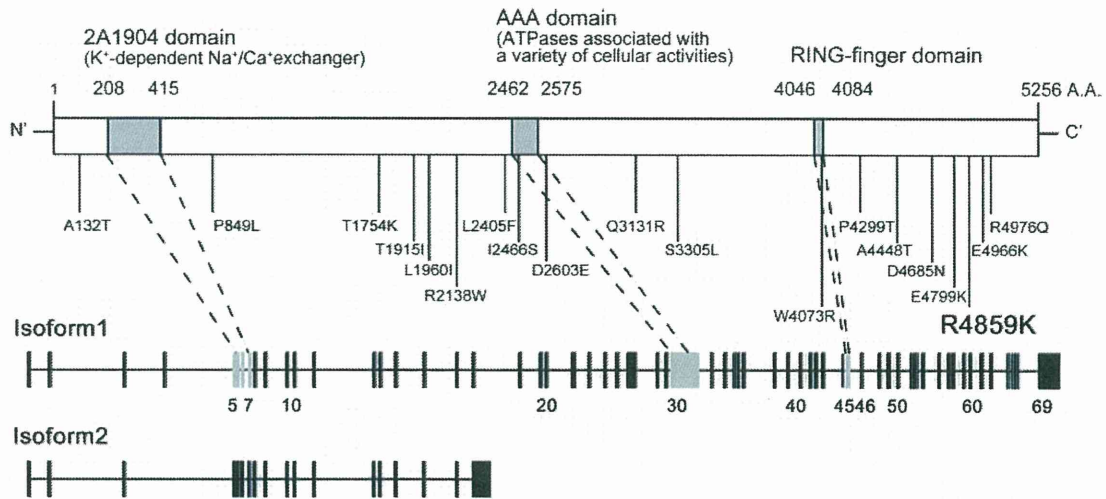 2A1904 domain
(K⁺-dependent Na⁺/Ca⁺exchanger)
AAA domain
(ATPases associated with
a variety of cellular activities)
RING-finger domain
1 208 415 2462 2575 4046 4084 5256 A.A.
N' C'
A132T P849L T1754K L2405F Q3131R P4299T R4976Q
T1915I I2466S S3305L A4448T E4966K
L1960I D2603E D4685N
R2138W E4799K
W4073R R4859K
Isoform1
5 7 10 20 30 40 4546 50 60 69
Isoform2